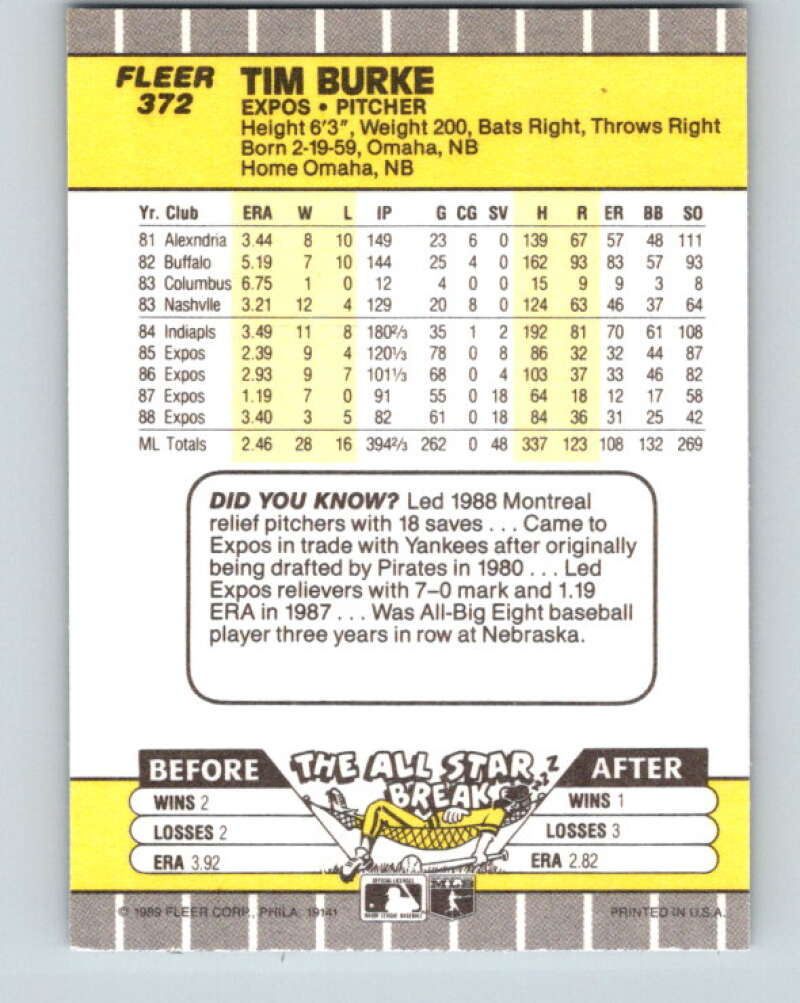 FLEER
372
TIM BURKE
EXPOS • PITCHER
Height 6'3", Weight 200, Bats Right, Throws Right
Born 2-19-59, Omaha, NB
Home Omaha, NB
Yr. Club ERA W L IP G CG SV H R ER BB SO
81 Alexndria 3.44 8 10 149 23 6 0 139 67 57 48 111
82 Buffalo 5.19 7 10 144 25 4 0 162 93 83 57 93
83 Columbus 6.75 1 0 12 4 0 0 15 9 9 3 8
83 Nashvlle 3.21 12 4 129 20 8 0 124 63 46 37 64
84 Indiapls 3.49 11 8 180⅔ 35 1 2 192 81 70 61 108
85 Expos 2.39 9 4 120⅓ 78 0 8 86 32 32 44 87
86 Expos 2.93 9 7 101⅓ 68 0 4 103 37 33 46 82
87 Expos 1.19 7 0 91 55 0 18 64 18 12 17 58
88 Expos 3.40 3 5 82 61 0 18 84 36 31 25 42
ML Totals 2.46 28 16 394⅔ 262 0 48 337 123 108 132 269
DID YOU KNOW? Led 1988 Montreal
relief pitchers with 18 saves . . . Came to
Expos in trade with Yankees after originally
being drafted by Pirates in 1980 . . . Led
Expos relievers with 7–0 mark and 1.19
ERA in 1987 . . . Was All-Big Eight baseball
player three years in row at Nebraska.
BEFORE
THE ALL STAR
BREAK
ZZZZ
AFTER
WINS 2
LOSSES 2
ERA 3.92
WINS 1
LOSSES 3
ERA 2.82
OFFICIAL LICENSEE
MAJOR LEAGUE BASEBALL
MLB
© 1989 FLEER CORP., PHILA. 19141
PRINTED IN U.S.A.